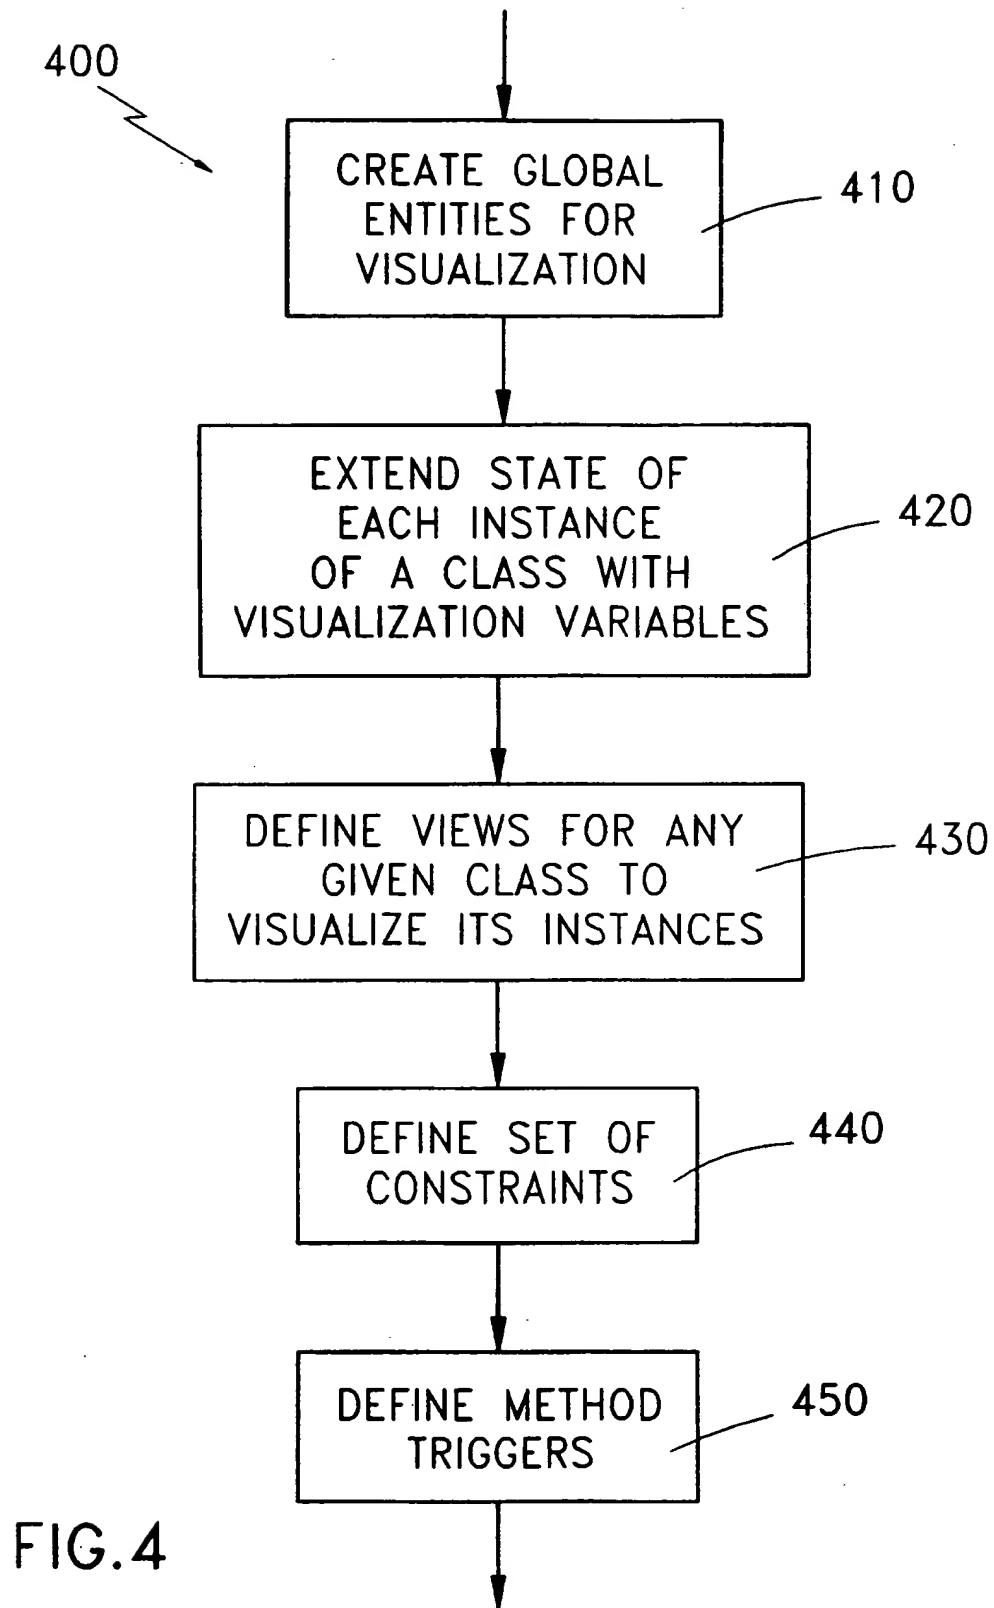 400
CREATE GLOBAL
ENTITIES FOR
VISUALIZATION
410
EXTEND STATE OF
EACH INSTANCE
OF A CLASS WITH
VISUALIZATION VARIABLES
420
DEFINE VIEWS FOR ANY
GIVEN CLASS TO
VISUALIZE ITS INSTANCES
430
DEFINE SET OF
CONSTRAINTS
440
DEFINE METHOD
TRIGGERS
450
FIG.4